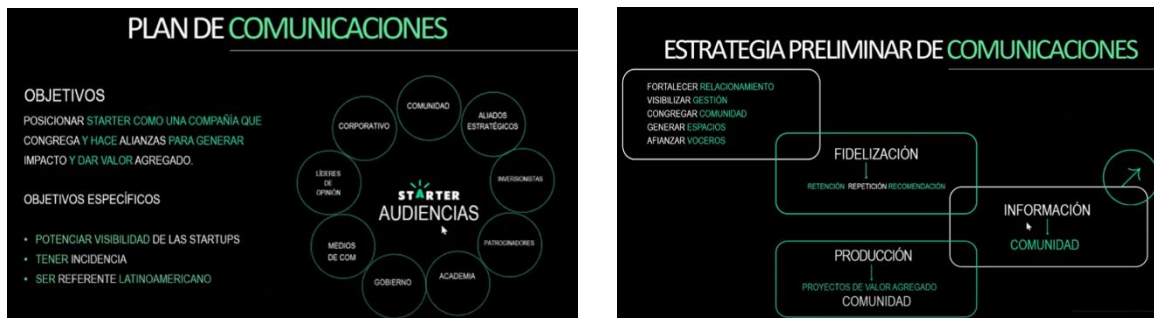 PLAN DE COMUNICACIONES
OBJETIVOS
POSICIONAR STARTER COMO UNA COMPAÑÍA QUE
CONGREGA Y HACE ALIANZAS PARA GENERAR
IMPACTO Y DAR VALOR AGREGADO.
OBJETIVOS ESPECÍFICOS
• POTENCIAR VISIBILIDAD DE LAS STARTUPS
• TENER INCIDENCIA
• SER REFERENTE LATINOAMERICANO
COMUNIDAD
ALIADOS
ESTRATÉGICOS
INVERSIONISTAS
PATROCINADORES
ACADEMIA
GOBIERNO
MEDIOS
DE COM
LÍDERES
DE
OPINIÓN
CORPORATIVO
STARTER
AUDIENCIAS
ESTRATEGIA PRELIMINAR DE COMUNICACIONES
FORTALECER RELACIONAMIENTO
VISIBILIZAR GESTIÓN
CONGREGAR COMUNIDAD
GENERAR ESPACIOS
AFIANZAR VOCEROS
FIDELIZACIÓN
RETENCIÓN REPETICIÓN RECOMENDACIÓN
INFORMACIÓN
COMUNIDAD
PRODUCCIÓN
PROYECTOS DE VALOR AGREGADO
COMUNIDAD